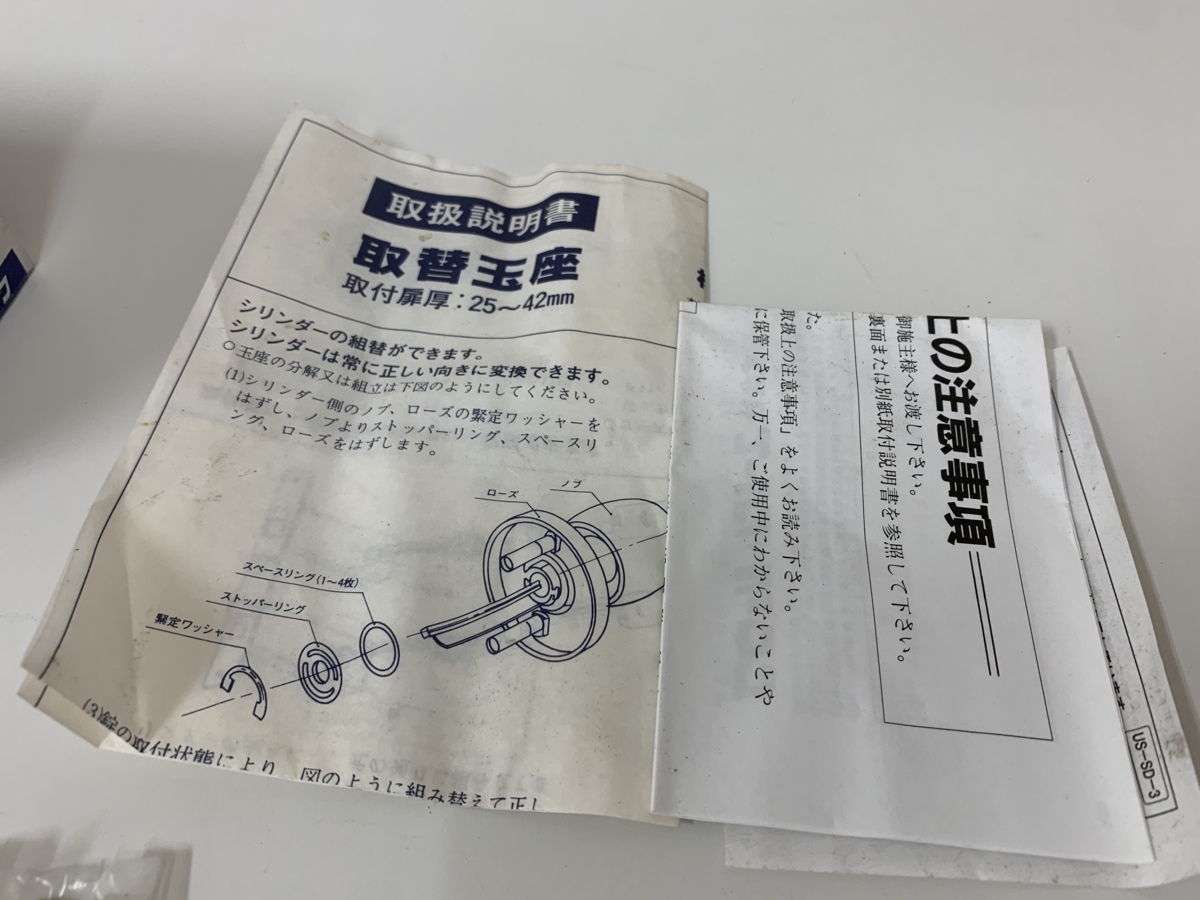 取扱説明書
取替玉座
取付扉厚：25～42mm
シリンダーの組替ができます。
シリンダーは常に正しい向きに変換できます。
○玉座の分解又は組立は下図のようにしてください。
(1)シリンダー側のノブ、ローズの緊定ワッシャーを
はずし、ノブよりストッパーリング、スペースリ
ング、ローズをはずします。
ノブ
ローズ
スペースリング(1～4枚)
ストッパーリング
緊定ワッシャー
(3)錠の取付状態により、図のように組み替えて正し
上の注意事項
御施主様へお渡し下さい。
裏面または別紙取付説明書を参照して下さい。
た。
取扱上の注意事項」をよくお読み下さい。
に保管下さい。万一、ご使用中にわからないことや
US-SD-3